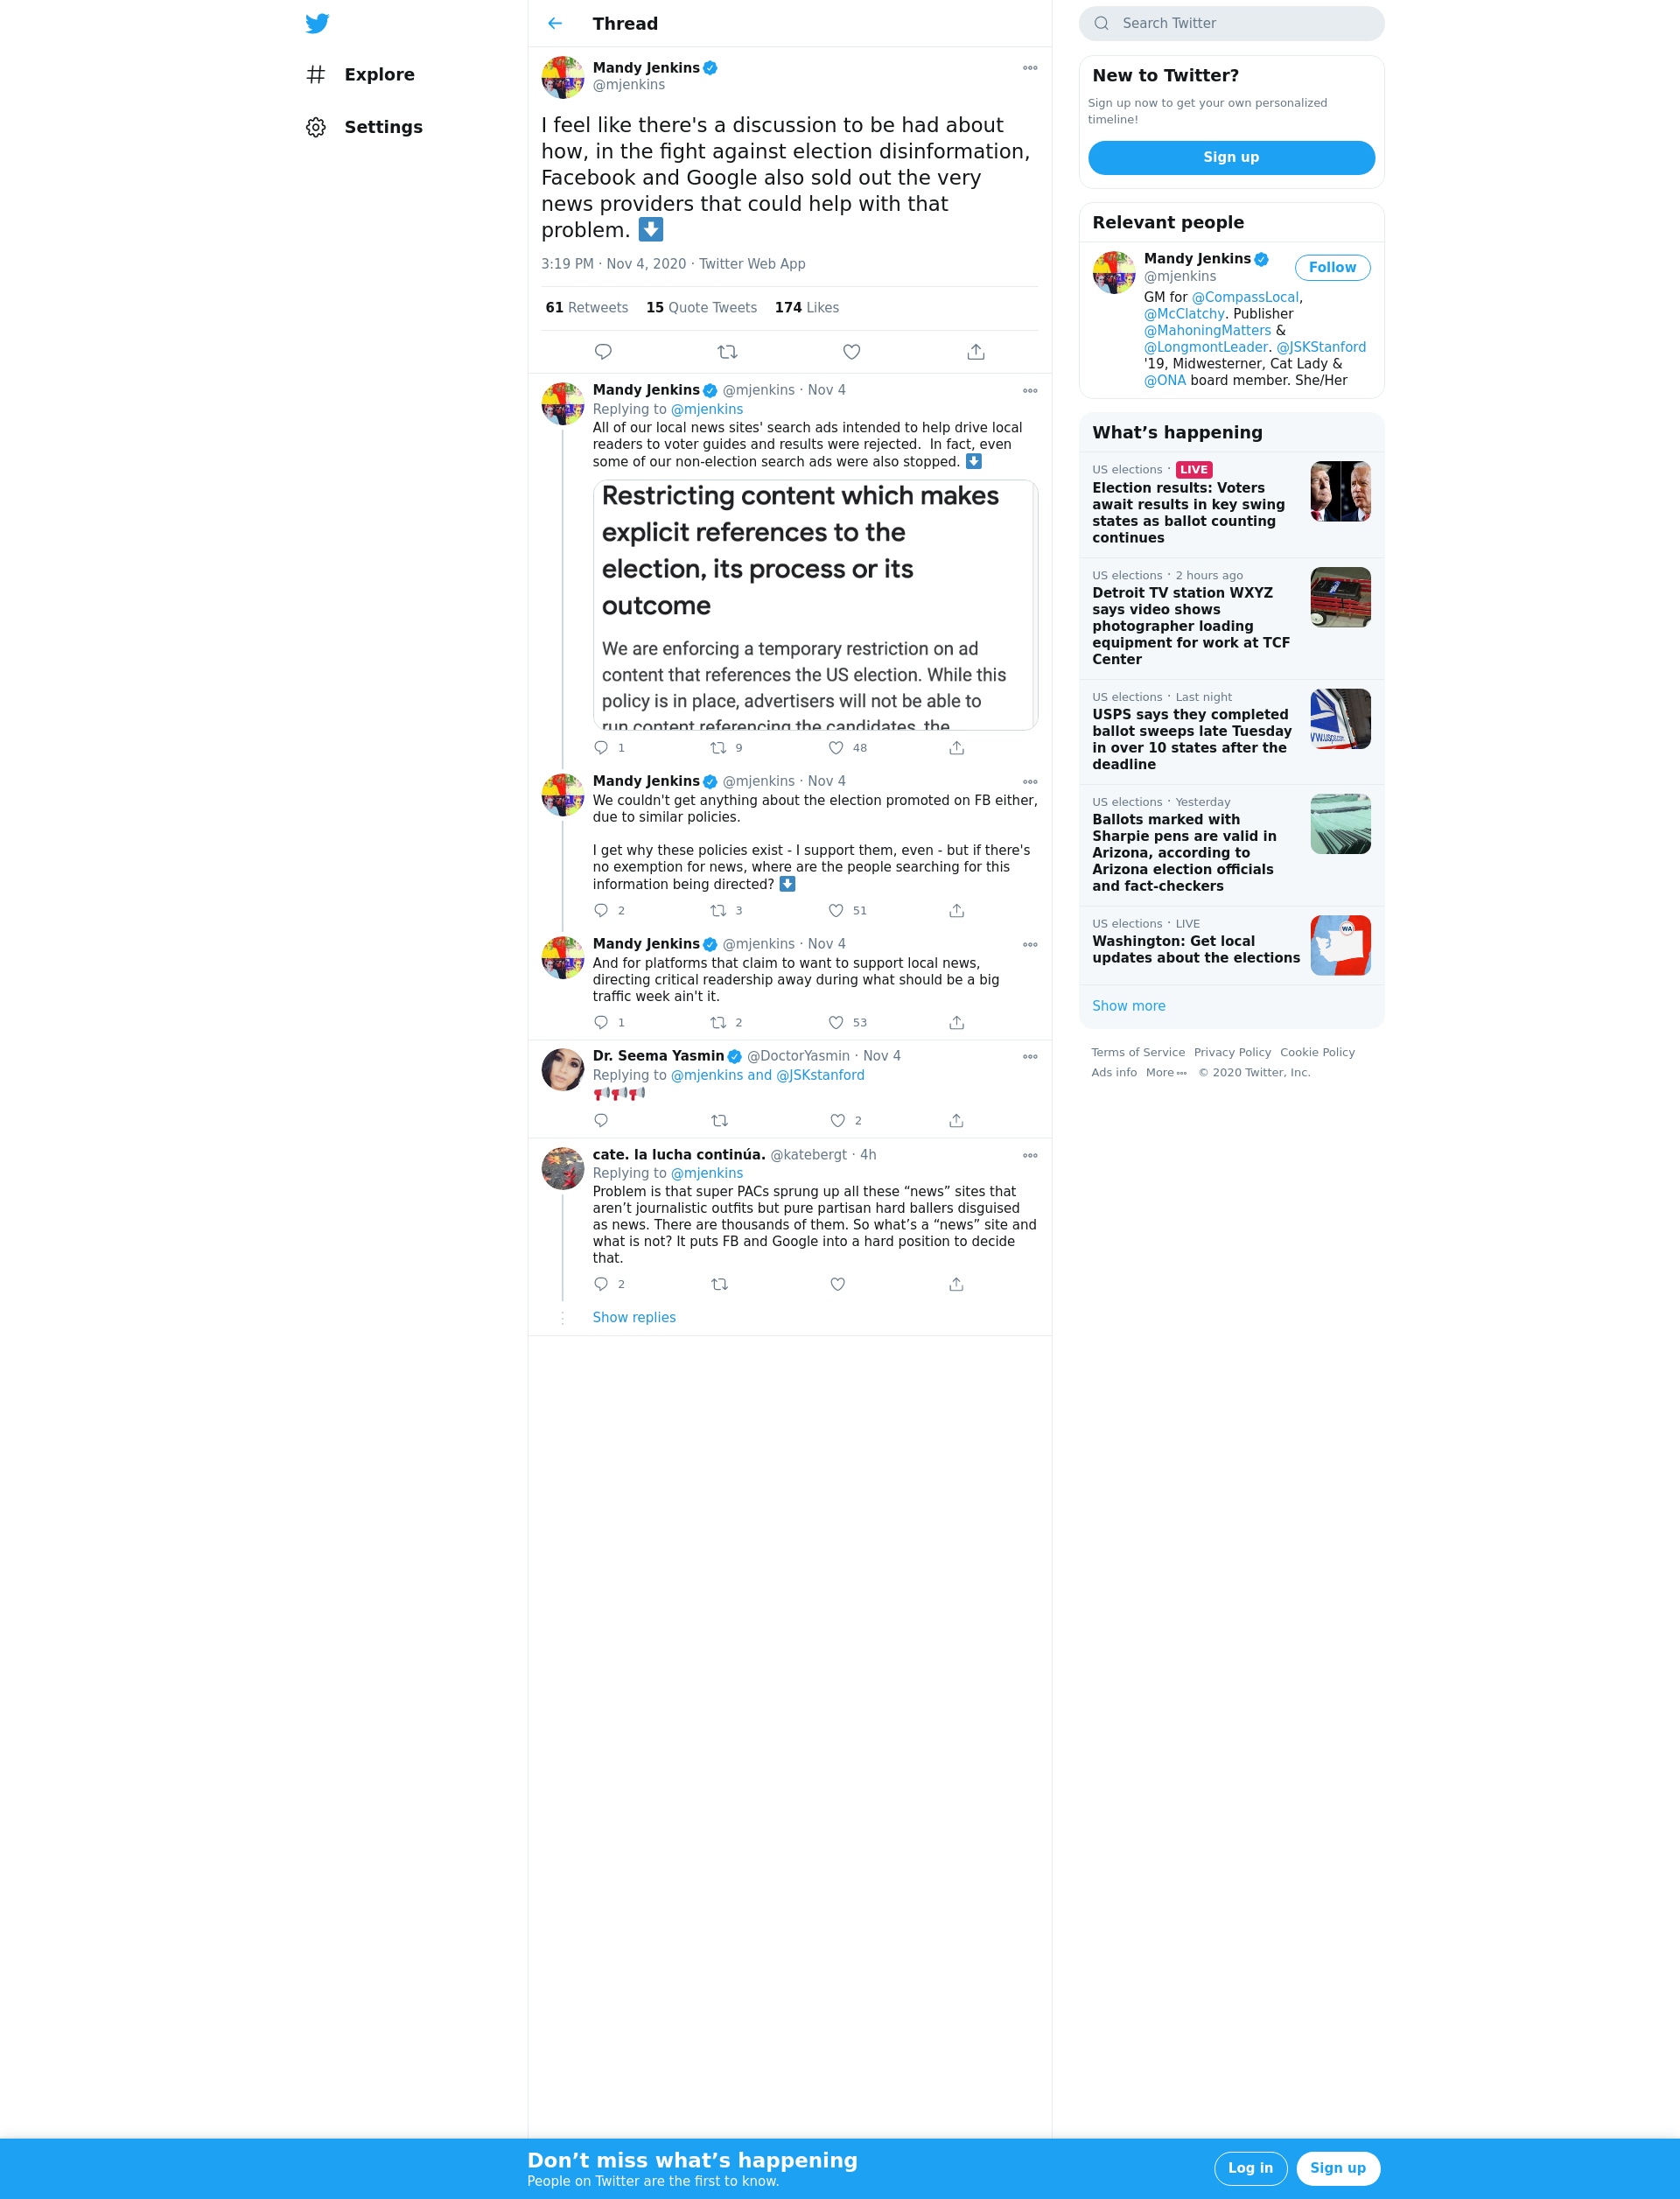 Explore
Settings
Thread
Mandy Jenkins
@mjenkins
I feel like there's a discussion to be had about
how, in the fight against election disinformation,
Facebook and Google also sold out the very
news providers that could help with that
problem. ⬇️
3:19 PM · Nov 4, 2020 · Twitter Web App
61 Retweets 15 Quote Tweets 174 Likes
Mandy Jenkins @mjenkins · Nov 4
Replying to @mjenkins
All of our local news sites' search ads intended to help drive local
readers to voter guides and results were rejected. In fact, even
some of our non-election search ads were also stopped. ⬇️
Restricting content which makes
explicit references to the
election, its process or its
outcome
We are enforcing a temporary restriction on ad
content that references the US election. While this
policy is in place, advertisers will not be able to
run content referencing the candidates, the
1 9 48
Mandy Jenkins @mjenkins · Nov 4
We couldn't get anything about the election promoted on FB either,
due to similar policies.
I get why these policies exist - I support them, even - but if there's
no exemption for news, where are the people searching for this
information being directed? ⬇️
2 3 51
Mandy Jenkins @mjenkins · Nov 4
And for platforms that claim to want to support local news,
directing critical readership away during what should be a big
traffic week ain't it.
1 2 53
Dr. Seema Yasmin @DoctorYasmin · Nov 4
Replying to @mjenkins and @JSKstanford
📢📢📢
2
cate. la lucha continúa. @katebergt · 4h
Replying to @mjenkins
Problem is that super PACs sprung up all these “news” sites that
aren’t journalistic outfits but pure partisan hard ballers disguised
as news. There are thousands of them. So what’s a “news” site and
what is not? It puts FB and Google into a hard position to decide
that.
2
Show replies
Search Twitter
New to Twitter?
Sign up now to get your own personalized
timeline!
Sign up
Relevant people
Mandy Jenkins
@mjenkins
Follow
GM for @CompassLocal,
@McClatchy. Publisher
@MahoningMatters &
@LongmontLeader. @JSKStanford
'19, Midwesterner, Cat Lady &
@ONA board member. She/Her
What’s happening
US elections · LIVE
Election results: Voters
await results in key swing
states as ballot counting
continues
US elections · 2 hours ago
Detroit TV station WXYZ
says video shows
photographer loading
equipment for work at TCF
Center
US elections · Last night
USPS says they completed
ballot sweeps late Tuesday
in over 10 states after the
deadline
US elections · Yesterday
Ballots marked with
Sharpie pens are valid in
Arizona, according to
Arizona election officials
and fact-checkers
US elections · LIVE
Washington: Get local
updates about the elections
WA
Show more
Terms of Service Privacy Policy Cookie Policy
Ads info More © 2020 Twitter, Inc.
Don’t miss what’s happening
People on Twitter are the first to know.
Log in
Sign up